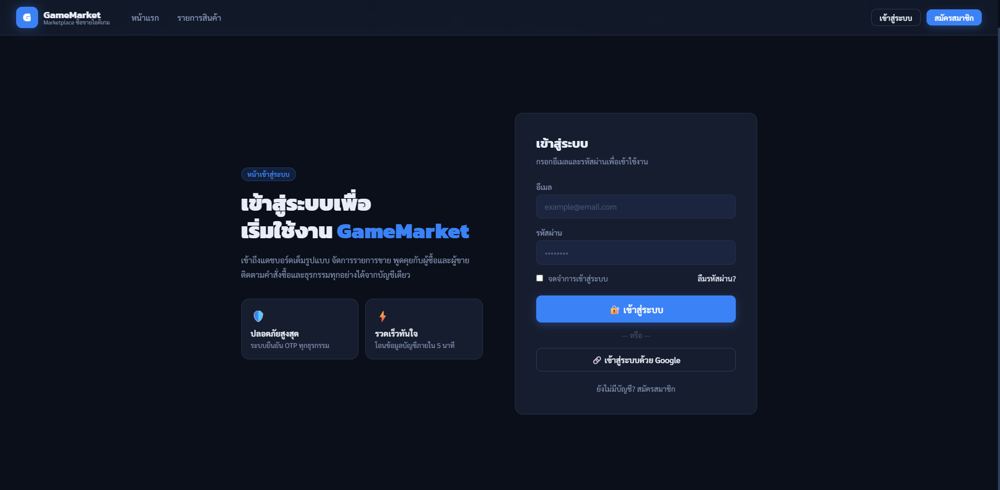 G
GameMarket
Marketplace ซื้อขายไอดีเกม
หน้าแรก
รายการสินค้า
เข้าสู่ระบบ
สมัครสมาชิก
หน้าเข้าสู่ระบบ
เข้าสู่ระบบเพื่อ
เริ่มใช้งาน GameMarket
เข้าถึงแดชบอร์ดเต็มรูปแบบ จัดการรายการขาย พูดคุยกับผู้ซื้อและผู้ขาย
ติดตามคำสั่งซื้อและธุรกรรมทุกอย่างได้จากบัญชีเดียว
ปลอดภัยสูงสุด
ระบบยืนยัน OTP ทุกธุรกรรม
รวดเร็วทันใจ
โอนข้อมูลบัญชีภายใน 5 นาที
เข้าสู่ระบบ
กรอกอีเมลและรหัสผ่านเพื่อเข้าใช้งาน
อีเมล
example@email.com
รหัสผ่าน
••••••••
จดจำการเข้าสู่ระบบ
ลืมรหัสผ่าน?
🔐 เข้าสู่ระบบ
— หรือ —
🔗 เข้าสู่ระบบด้วย Google
ยังไม่มีบัญชี? สมัครสมาชิก